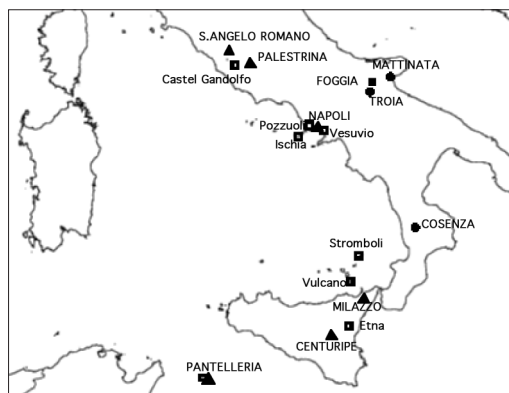 S.ANGELO ROMANO
PALESTRINA
MATTINATA
Castel Gandolfo
FOGGIA
TROIA
NAPOLI
Pozzuoli
Vesuvio
Ischia
COSENZA
Stromboli
Vulcano
MILAZZO
Etna
CENTURIPE
PANTELLERIA